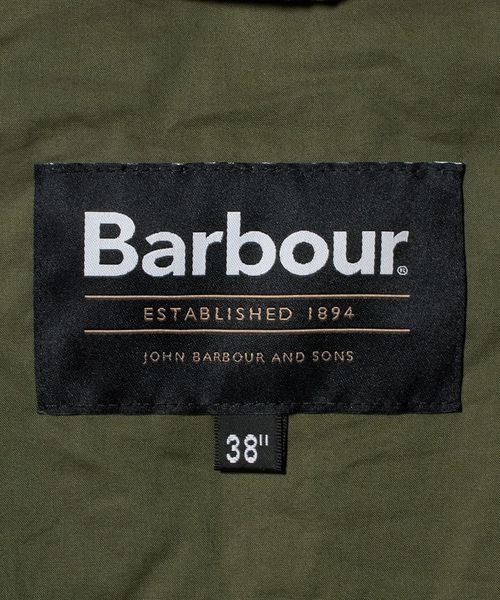 Barbour®
ESTABLISHED 1894
JOHN BARBOUR AND SONS
38"